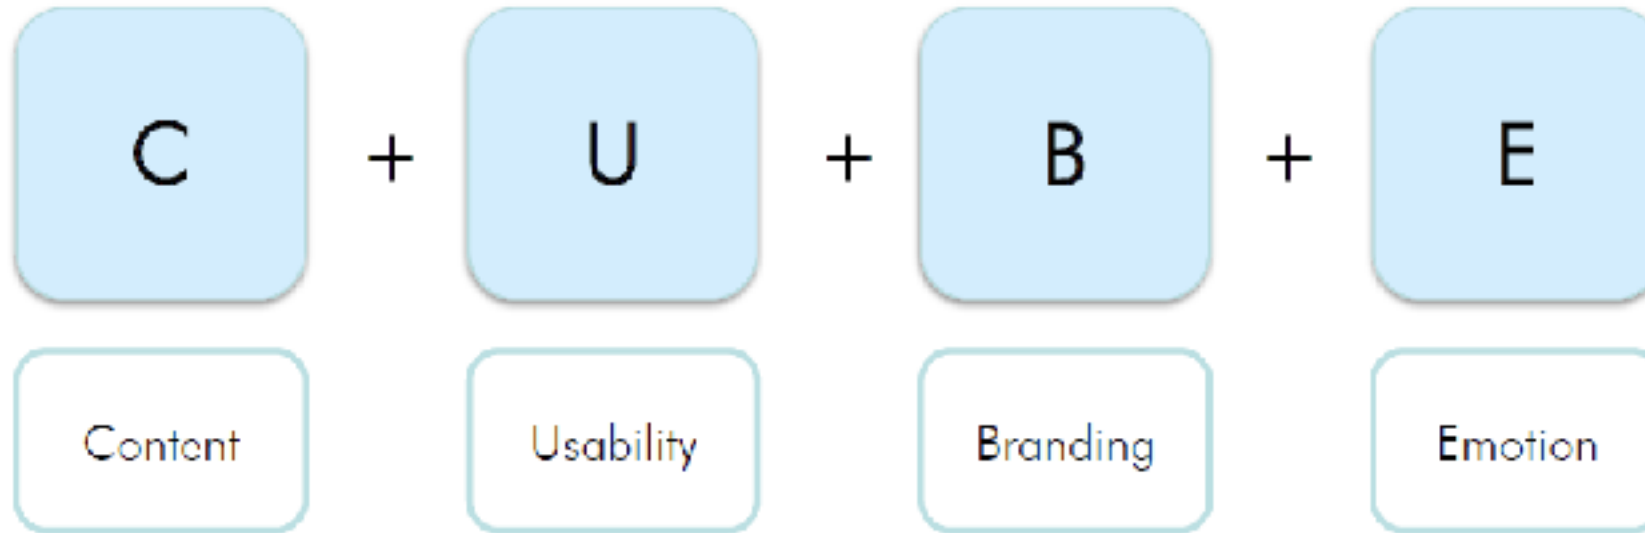 C + U + B + E
Content Usability Branding Emotion